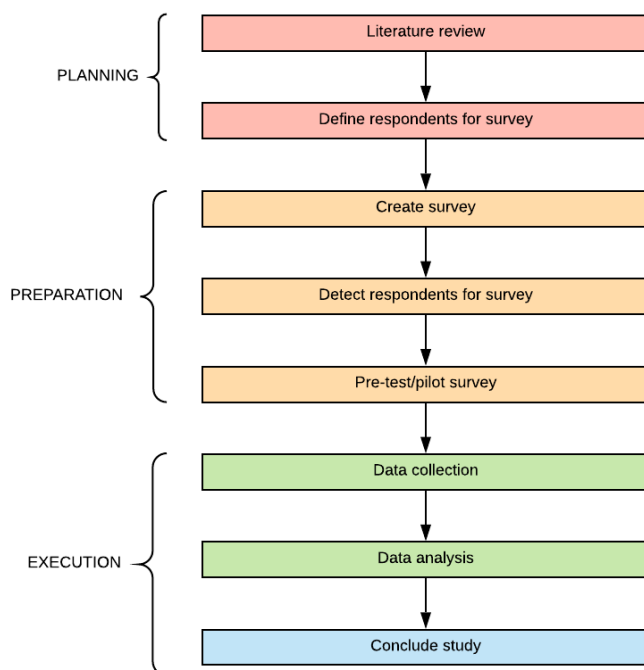 Literature review
PLANNING
Define respondents for survey
Create survey
PREPARATION
Detect respondents for survey
Pre-test/pilot survey
Data collection
EXECUTION
Data analysis
Conclude study